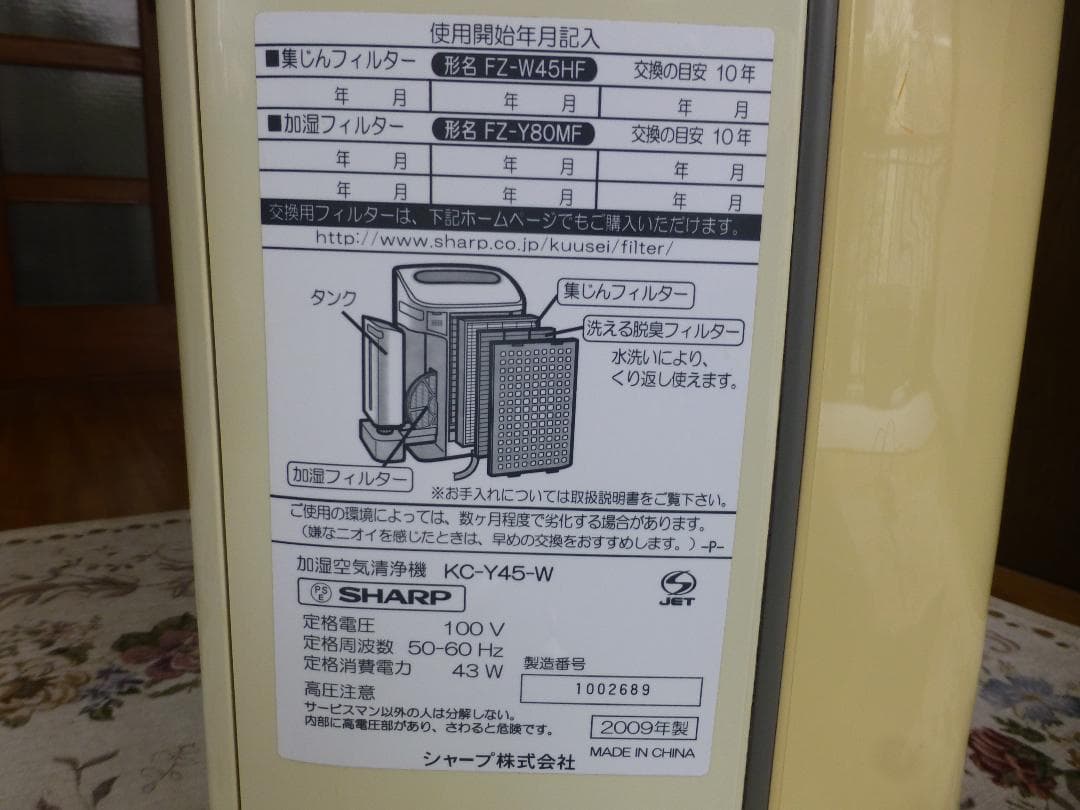 使用開始年月記入
■集じんフィルター 形名 FZ-W45HF 交換の目安 10年
年 月 年 月 年 月
■加湿フィルター 形名 FZ-Y80MF 交換の目安 10年
年 月 年 月 年 月
年 月 年 月 年 月
交換用フィルターは、下記ホームページでもご購入いただけます。
http://www.sharp.co.jp/kuusei/filter/
タンク
集じんフィルター
洗える脱臭フィルター
水洗いにより、
くり返し使えます。
加湿フィルター
※お手入れについては取扱説明書をご覧下さい。
ご使用の環境によっては、数ヶ月程度で劣化する場合があります。
(嫌なニオイを感じたときは、早めの交換をおすすめします。)-P-
加湿空気清浄機 KC-Y45-W
PS E SHARP
S JET
定格電圧 100 V
定格周波数 50-60 Hz
定格消費電力 43 W
製造番号
1002689
高圧注意
サービスマン以外の人は分解しない。
内部に高電圧部があり、さわると危険です。
2009年製
シャープ株式会社 MADE IN CHINA